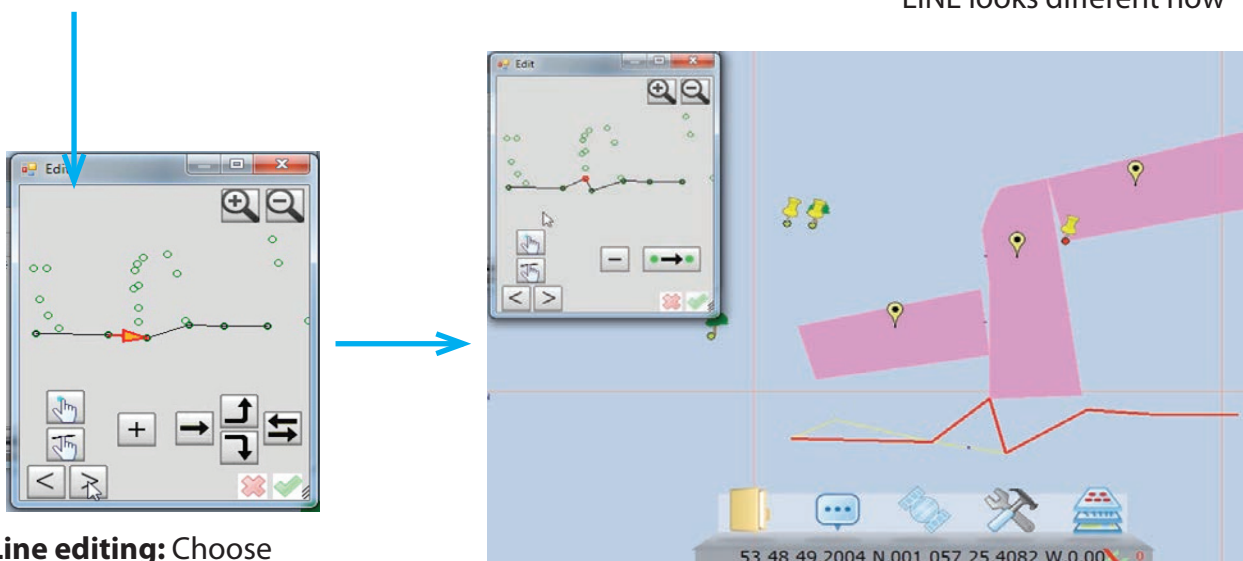 LINE looks different now
Edit
Edit
Line editing: Choose
53 48 49.2004 N 001 057 25.4082 W 0.00
0